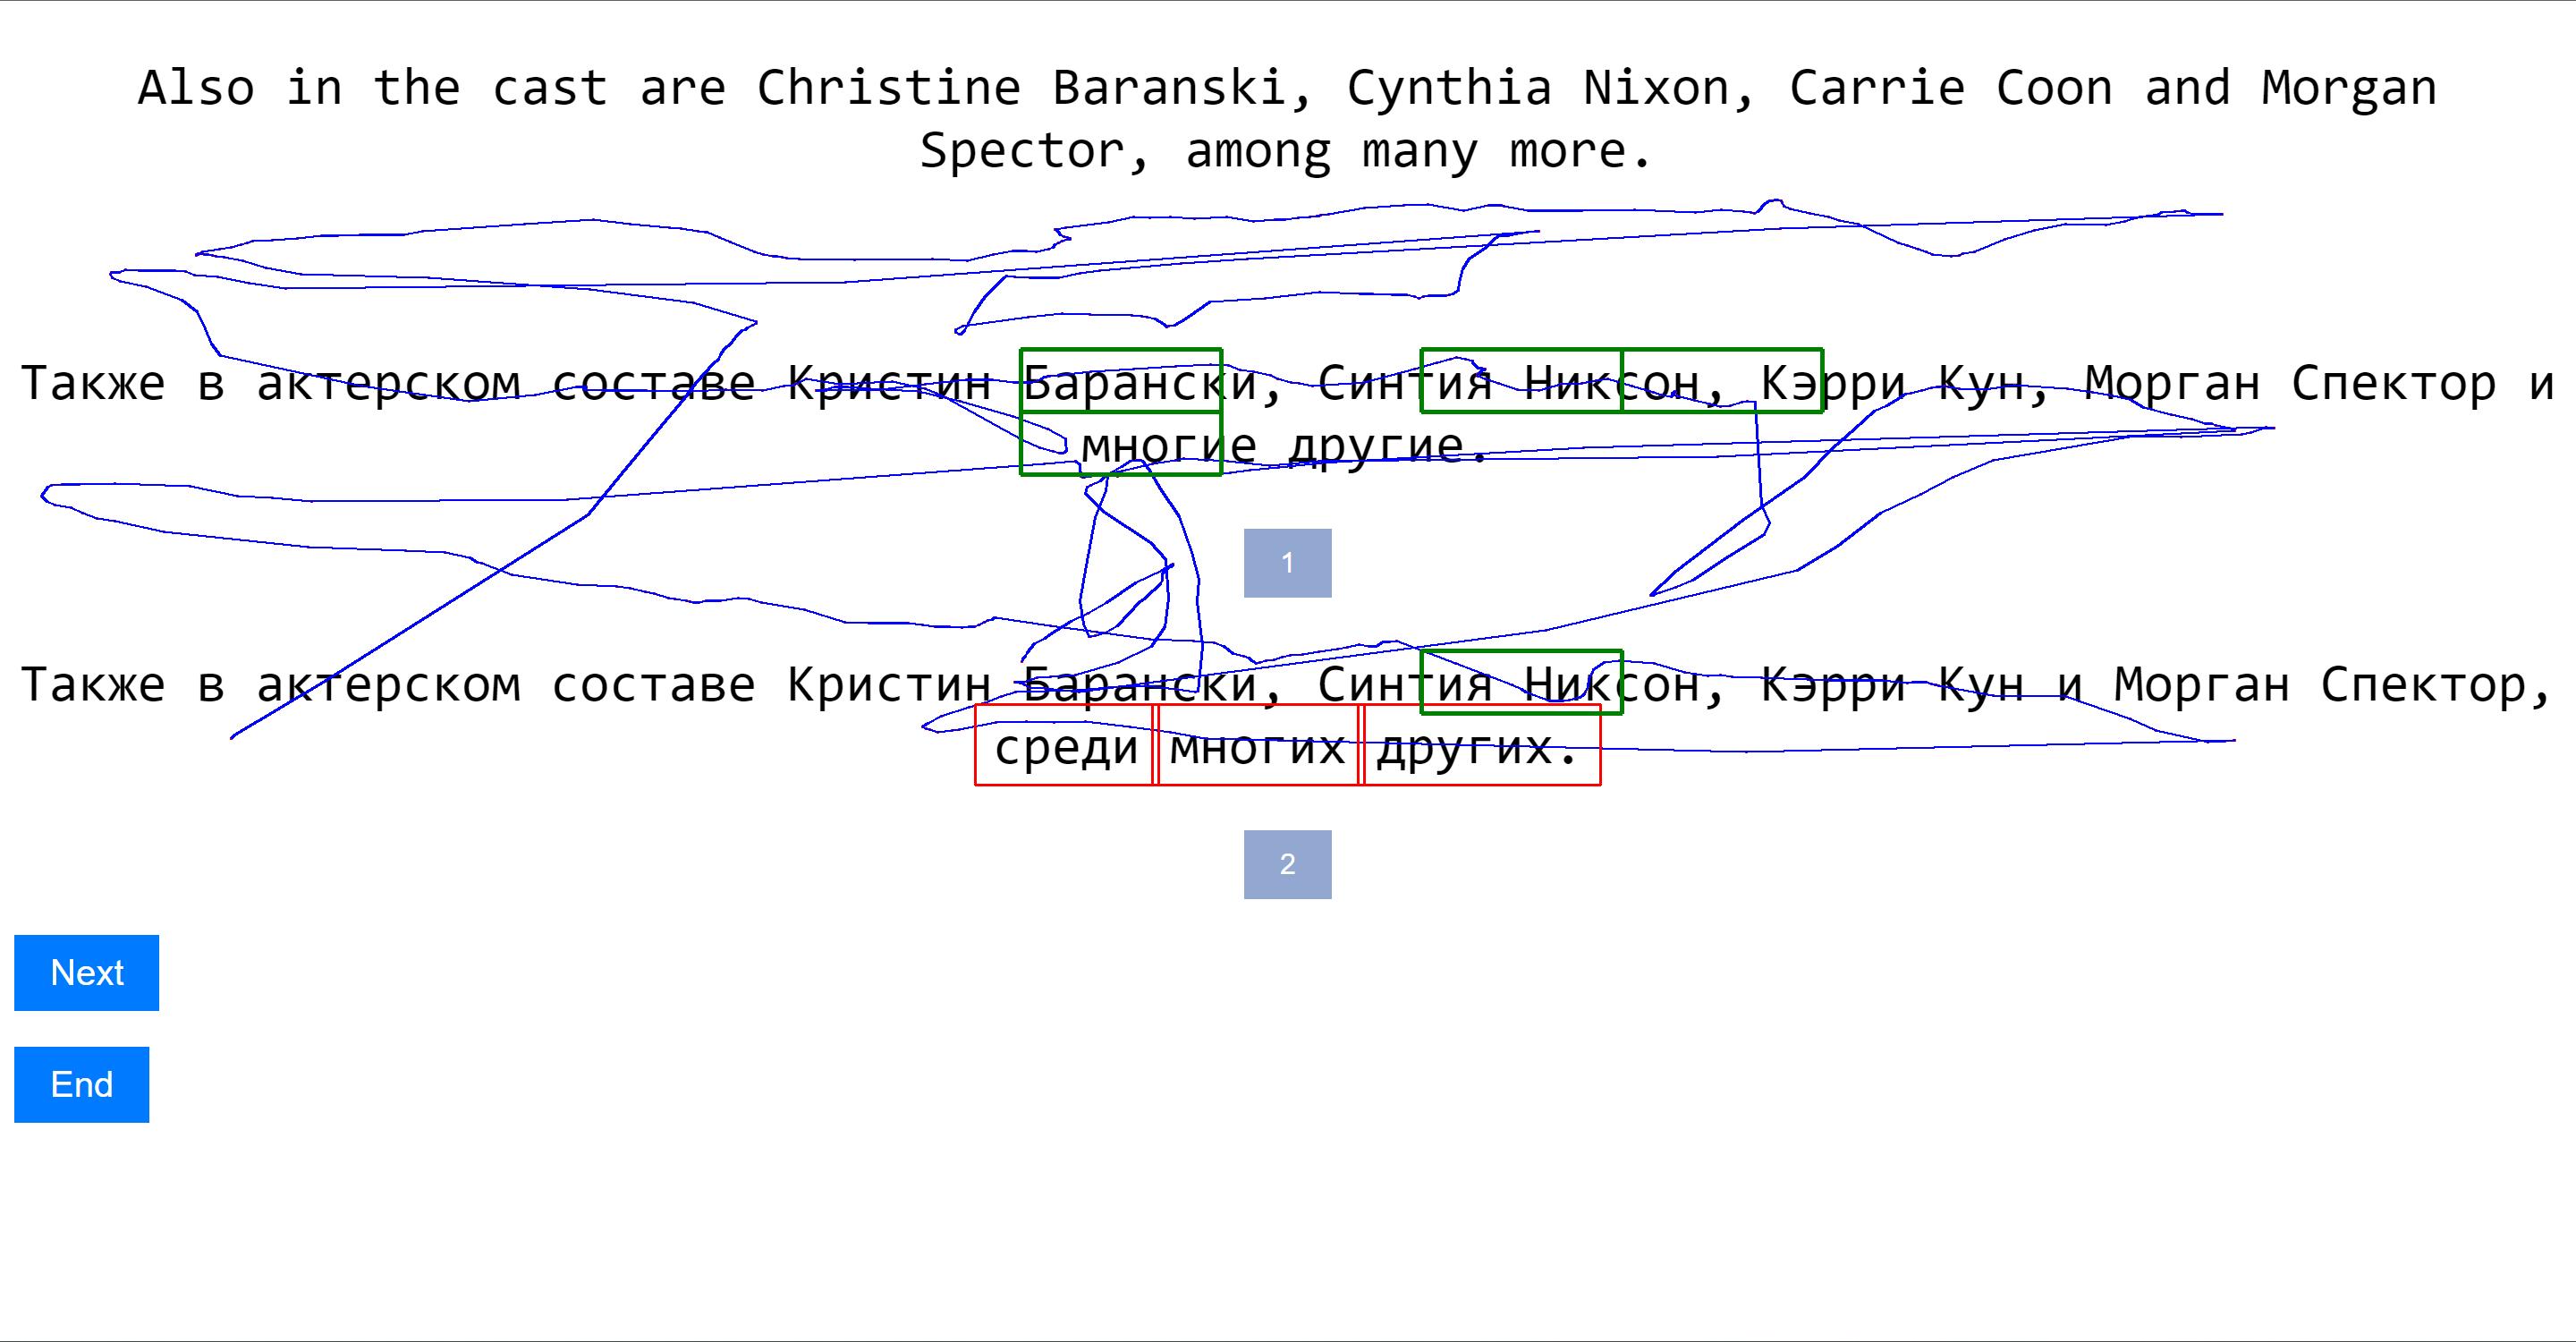 Also in the cast are Christine Baranski, Cynthia Nixon, Carrie Coon and Morgan
Spector, among many more.
Также в актерском составе Кристин Барански, Синтия Никсон, Кэрри Кун, Морган Спектор и
многие другие.
1
Также в актерском составе Кристин Барански, Синтия Никсон, Кэрри Кун и Морган Спектор,
среди многих других.
2
Next
End